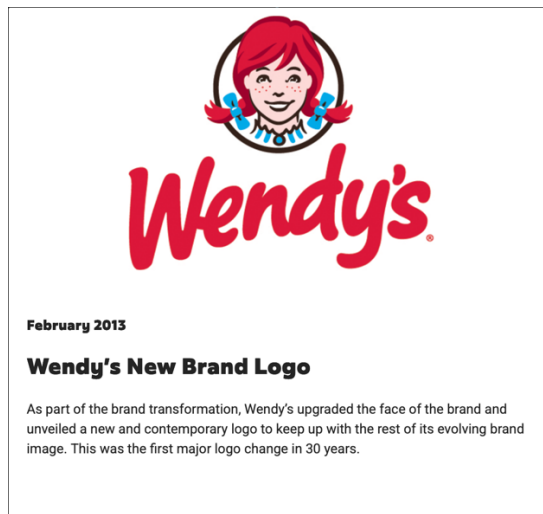 Wendy's®
February 2013
Wendy's New Brand Logo
As part of the brand transformation, Wendy's upgraded the face of the brand and
unveiled a new and contemporary logo to keep up with the rest of its evolving brand
image. This was the first major logo change in 30 years.